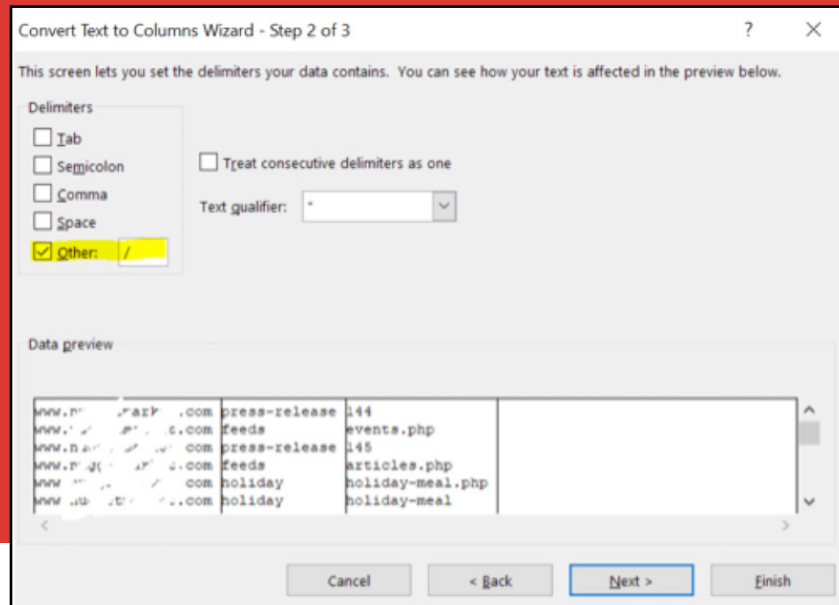 Convert Text to Columns Wizard - Step 2 of 3 ? ×
This screen lets you set the delimiters your data contains. You can see how your text is affected in the preview below.
Delimiters
Tab
Semicolon
Comma
Space
Other: /
Treat consecutive delimiters as one
Text qualifier: "
Data preview
.com press-release 144
.com feeds events.php
com press-release 145
.com feeds articles.php
com holiday holiday-meal.php
.com holiday holiday-meal
Cancel < Back Next > Finish